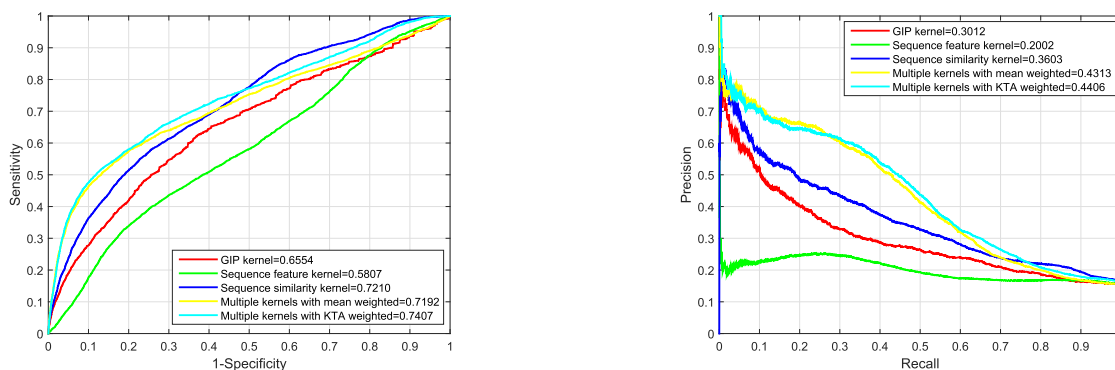 1
0.9
0.8
0.7
0.6
0.5
0.4
0.3
0.2
0.1
0
Sensitivity
GIP kernel=0.6554
Sequence feature kernel=0.5807
Sequence similarity kernel=0.7210
Multiple kernels with mean weighted=0.7192
Multiple kernels with KTA weighted=0.7407
0 0.1 0.2 0.3 0.4 0.5 0.6 0.7 0.8 0.9 1
1-Specificity
1
0.9
0.8
0.7
0.6
0.5
0.4
0.3
0.2
0.1
0
Precision
GIP kernel=0.3012
Sequence feature kernel=0.2002
Sequence similarity kernel=0.3603
Multiple kernels with mean weighted=0.4313
Multiple kernels with KTA weighted=0.4406
0 0.1 0.2 0.3 0.4 0.5 0.6 0.7 0.8 0.9
Recall